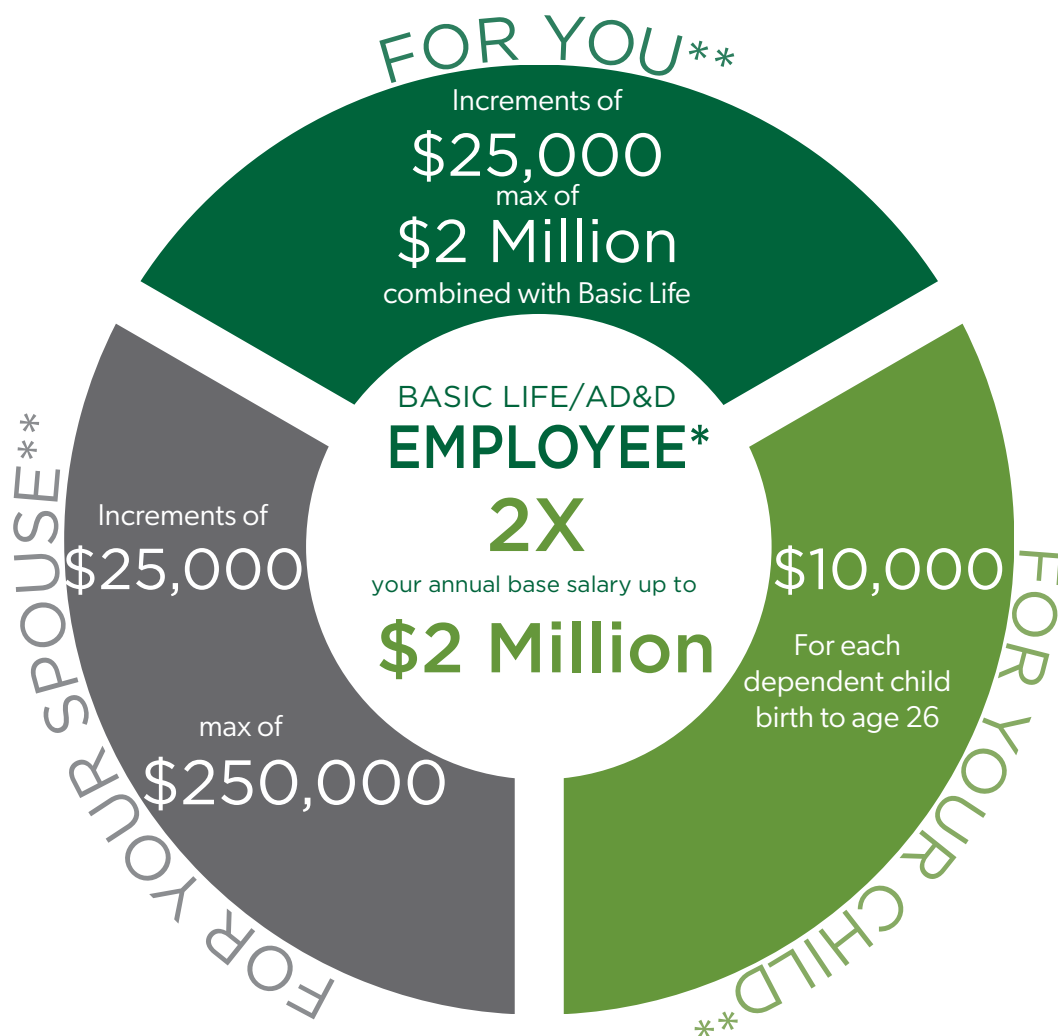 FOR YOU**
Increments of
$25,000
max of
$2 Million
combined with Basic Life
BASIC LIFE/AD&D
EMPLOYEE*
2X
your annual base salary up to
$2 Million
FOR YOUR SPOUSE**
Increments of
$25,000
max of
$250,000
FOR YOUR CHILD**
$10,000
For each
dependent child
birth to age 26